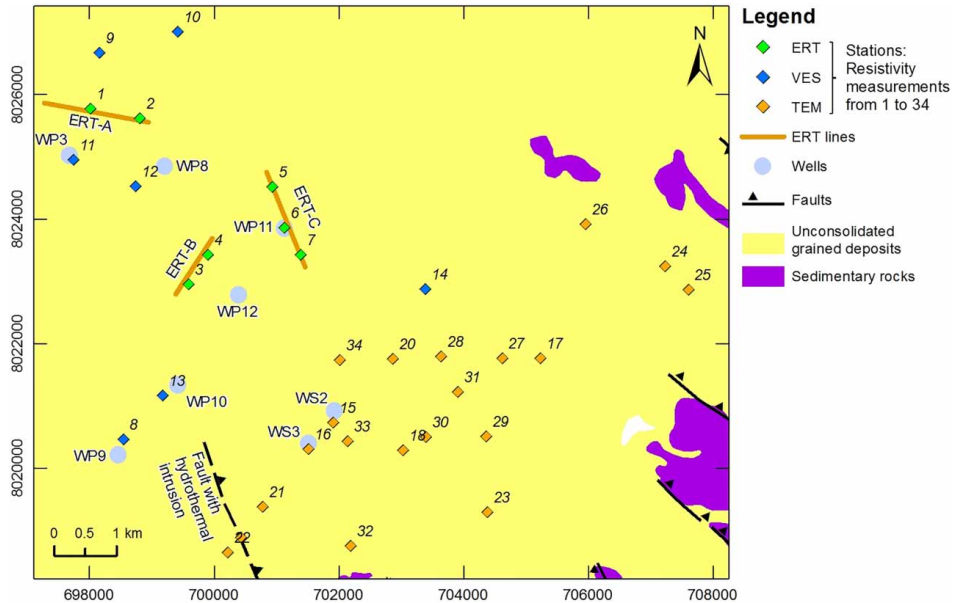 10
9
8026000
1
2
ERT-A
WP3
11
12
WP8
5
ERT-C
6
WP11
7
4
ERT-B
3
WP12
8024000
26
24
25
14
8022000
34
20
28
27
17
31
13
WP10
WS2
15
WS3
16
33
18
30
29
8
WP9
8020000
Fault with
hydrothermal
intrusion
21
22
32
23
0 0.5 1 km
698000 700000 702000 704000 706000 708000
N
Legend
ERT
VES
TEM
Stations:
Resistivity
measurements
from 1 to 34
ERT lines
Wells
Faults
Unconsolidated
grained deposits
Sedimentary rocks